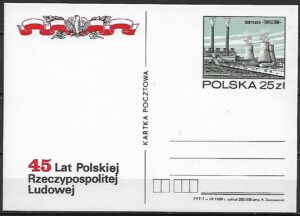 POLSKA 25 zł
KARTKA POCZTOWA
45 Lat Polskiej
Rzeczypospolitej
Ludowej